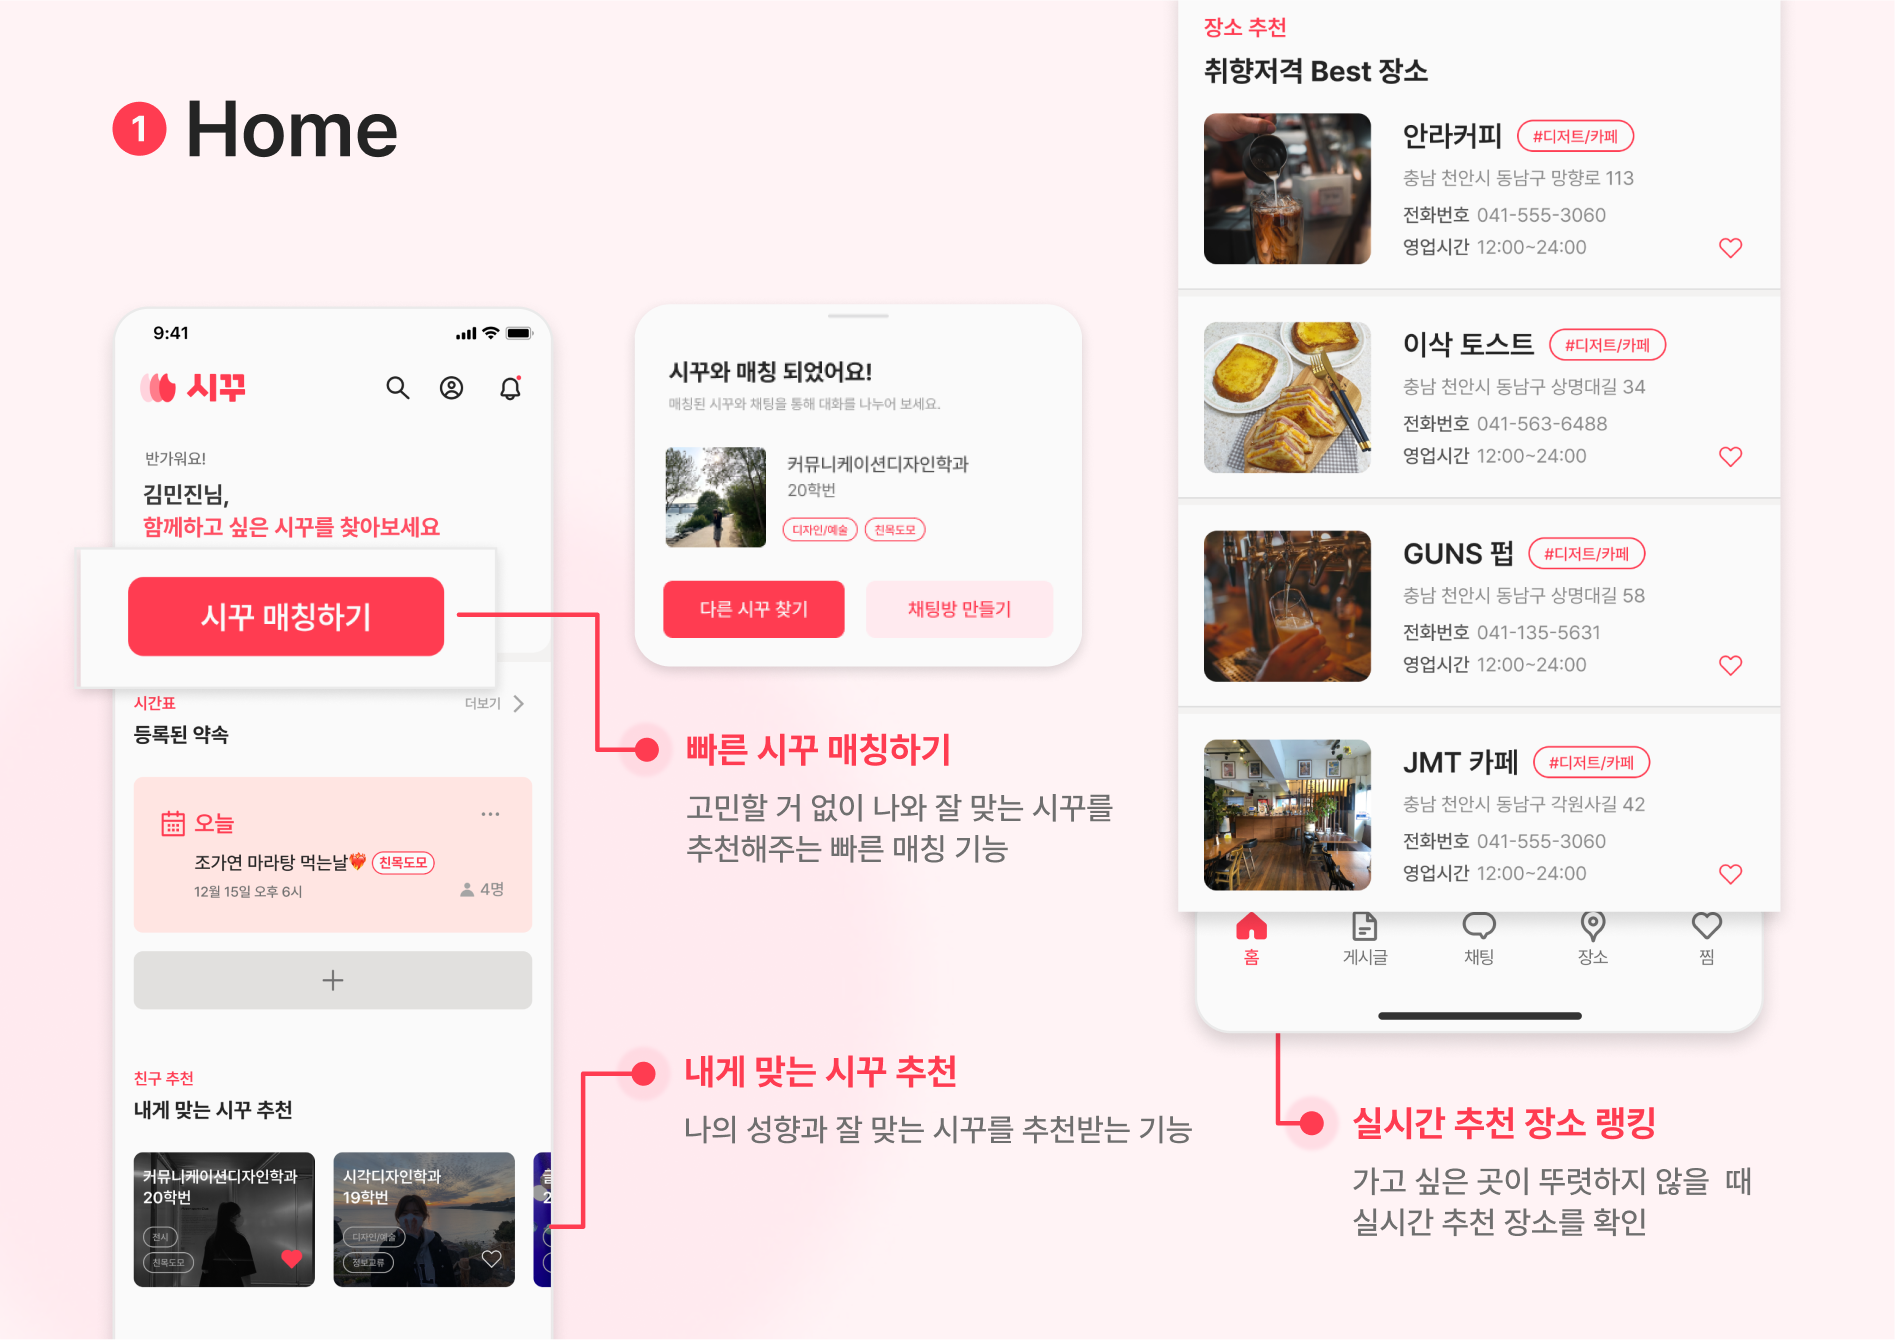 1 Home
9:41
시꾸
반가워요!
김민진님,
함께하고 싶은 시꾸를 찾아보세요
시꾸 매칭하기
시간표
더보기
등록된 약속
오늘
조가연 마라탕 먹는날❤️‍🔥 친목도모
12월 15일 오후 6시
4명
친구 추천
내게 맞는 시꾸 추천
커뮤니케이션디자인학과
20학번
전시
친목도모
시각디자인학과
19학번
디자인/예술
정보교류
시꾸와 매칭 되었어요!
매칭된 시꾸와 채팅을 통해 대화를 나누어 보세요.
커뮤니케이션디자인학과
20학번
디자인/예술 친목도모
다른 시꾸 찾기
채팅방 만들기
빠른 시꾸 매칭하기
고민할 거 없이 나와 잘 맞는 시꾸를
추천해주는 빠른 매칭 기능
내게 맞는 시꾸 추천
나의 성향과 잘 맞는 시꾸를 추천받는 기능
장소 추천
취향저격 Best 장소
안라커피 #디저트/카페
충남 천안시 동남구 망향로 113
전화번호 041-555-3060
영업시간 12:00~24:00
이삭 토스트 #디저트/카페
충남 천안시 동남구 상명대길 34
전화번호 041-563-6488
영업시간 12:00~24:00
GUNS 펍 #디저트/카페
충남 천안시 동남구 상명대길 58
전화번호 041-135-5631
영업시간 12:00~24:00
JMT 카페 #디저트/카페
충남 천안시 동남구 각원사길 42
전화번호 041-555-3060
영업시간 12:00~24:00
홈
게시글
채팅
장소
찜
실시간 추천 장소 랭킹
가고 싶은 곳이 뚜렷하지 않을 때
실시간 추천 장소를 확인